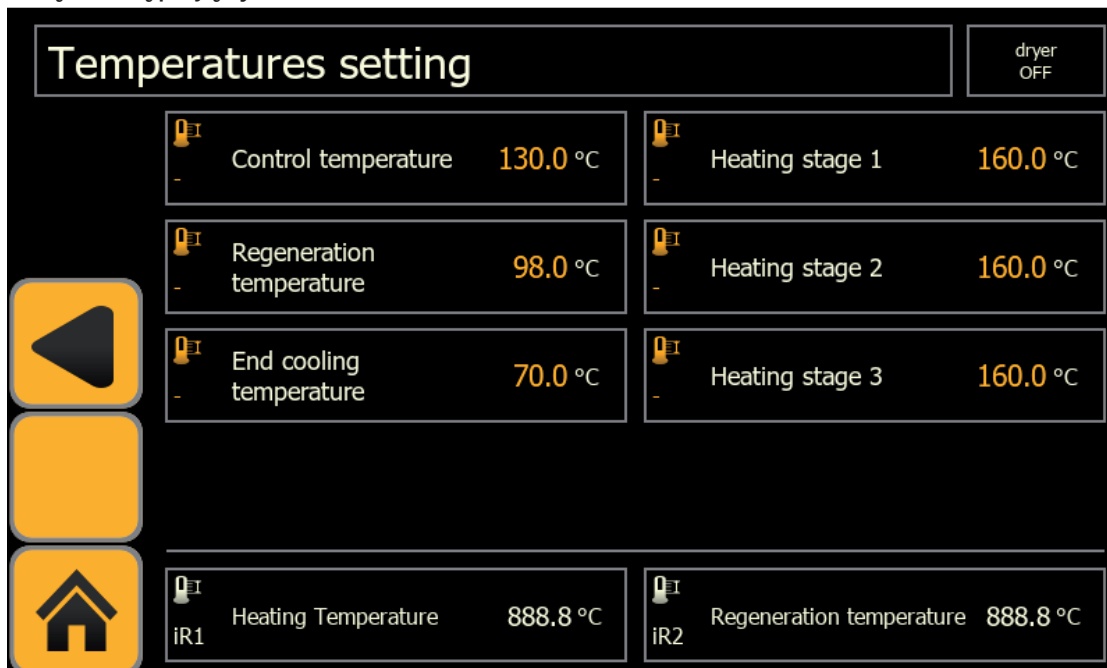 Temperatures setting
dryer
OFF
Control temperature 130.0 °C
-
Heating stage 1 160.0 °C
-
Regeneration
temperature
98.0 °C
-
Heating stage 2 160.0 °C
-
End cooling
temperature
70.0 °C
-
Heating stage 3 160.0 °C
-
Heating Temperature 888.8 °C
iR1
Regeneration temperature 888.8 °C
iR2